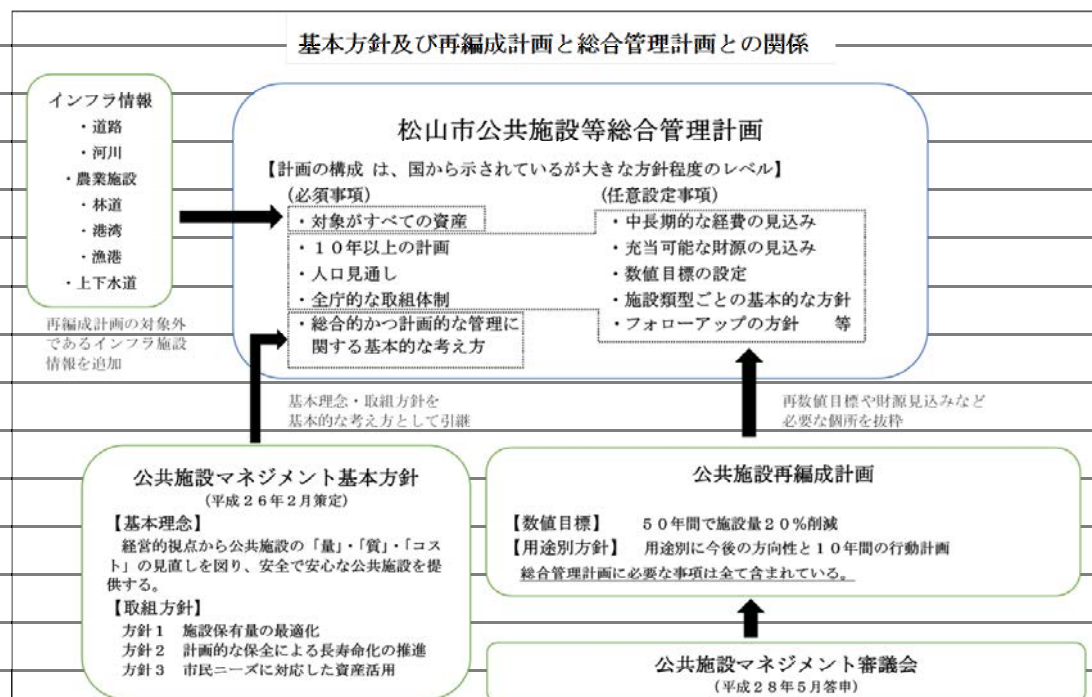 基本方針及び再編成計画と総合管理計画との関係
インフラ情報
・道路
・河川
・農業施設
・林道
・港湾
・漁港
・上下水道
再編成計画の対象外
であるインフラ施設
情報を追加
松山市公共施設等総合管理計画
【計画の構成 は、国から示されているが大きな方針程度のレベル】
(必須事項)
・対象がすべての資産
・１０年以上の計画
・人口見通し
・全庁的な取組体制
・総合的かつ計画的な管理に
関する基本的な考え方
(任意設定事項)
・中長期的な経費の見込み
・充当可能な財源の見込み
・数値目標の設定
・施設類型ごとの基本的な方針
・フォローアップの方針 等
基本理念・取組方針を
基本的な考え方として引継
再数値目標や財源見込みなど
必要な個所を抜粋
公共施設マネジメント基本方針
(平成２６年２月策定)
【基本理念】
経営的視点から公共施設の「量」・「質」・「コス
ト」の見直しを図り、安全で安心な公共施設を提
供する。
【取組方針】
方針１ 施設保有量の最適化
方針２ 計画的な保全による長寿命化の推進
方針３ 市民ニーズに対応した資産活用
公共施設再編成計画
【数値目標】 ５０年間で施設量２０％削減
【用途別方針】 用途別に今後の方向性と１０年間の行動計画
総合管理計画に必要な事項は全て含まれている。
公共施設マネジメント審議会
(平成２８年５月答申)